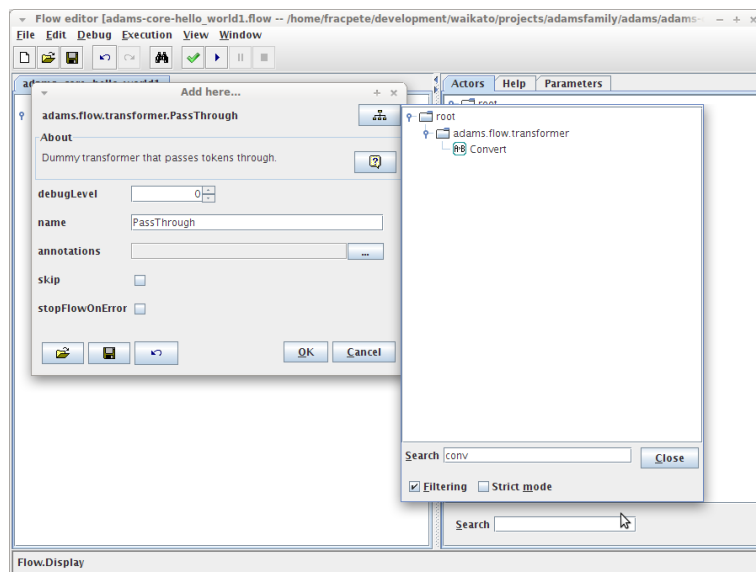 Flow editor [adams-core-hello_world1.flow -- /home/fracpete/development/waikato/projects/adamsfamily/adams/adams-
File Edit Debug Execution View Window
Add here...
Actors Help Parameters
adams.flow.transformer.PassThrough
root
About
adams.flow.transformer
Dummy transformer that passes tokens through.
Convert
debugLevel 0
name PassThrough
annotations ...
skip
stopFlowOnError
OK Cancel
Search conv Close
Filtering Strict mode
Search
Flow.Display